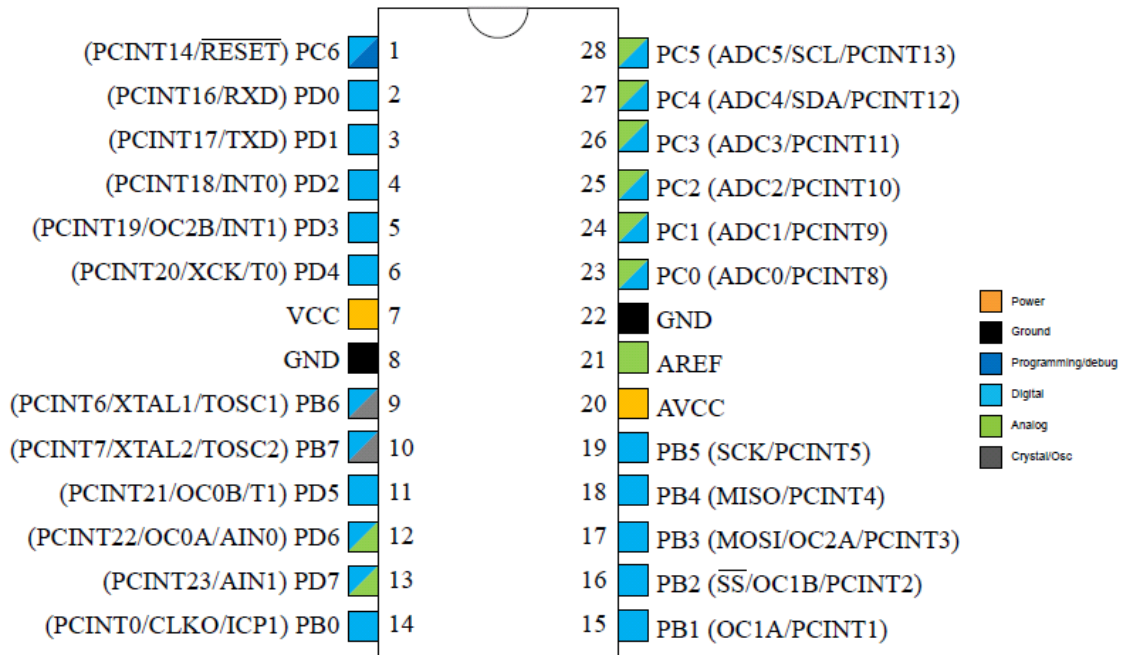 (PCINT14/RESET) PC6 1
(PCINT16/RXD) PD0 2
(PCINT17/TXD) PD1 3
(PCINT18/INT0) PD2 4
(PCINT19/OC2B/INT1) PD3 5
(PCINT20/XCK/T0) PD4 6
VCC 7
GND 8
(PCINT6/XTAL1/TOSC1) PB6 9
(PCINT7/XTAL2/TOSC2) PB7 10
(PCINT21/OC0B/T1) PD5 11
(PCINT22/OC0A/AIN0) PD6 12
(PCINT23/AIN1) PD7 13
(PCINT0/CLKO/ICP1) PB0 14
28 PC5 (ADC5/SCL/PCINT13)
27 PC4 (ADC4/SDA/PCINT12)
26 PC3 (ADC3/PCINT11)
25 PC2 (ADC2/PCINT10)
24 PC1 (ADC1/PCINT9)
23 PC0 (ADC0/PCINT8)
22 GND
21 AREF
20 AVCC
19 PB5 (SCK/PCINT5)
18 PB4 (MISO/PCINT4)
17 PB3 (MOSI/OC2A/PCINT3)
16 PB2 (SS/OC1B/PCINT2)
15 PB1 (OC1A/PCINT1)
Power
Ground
Programming/debug
Digital
Analog
Crystal/Osc